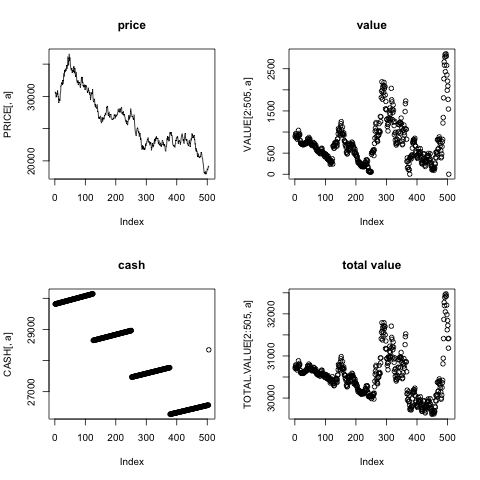 price
PRICE[, a]
20000
30000
0
100
200
300
400
500
Index
value
VALUE[2:505, a]
0
500
1500
2500
0
100
200
300
400
500
Index
cash
CASH[, a]
27000
29000
0
100
200
300
400
500
Index
total value
TOTAL.VALUE[2:505, a]
30000
31000
32000
0
100
200
300
400
500
Index